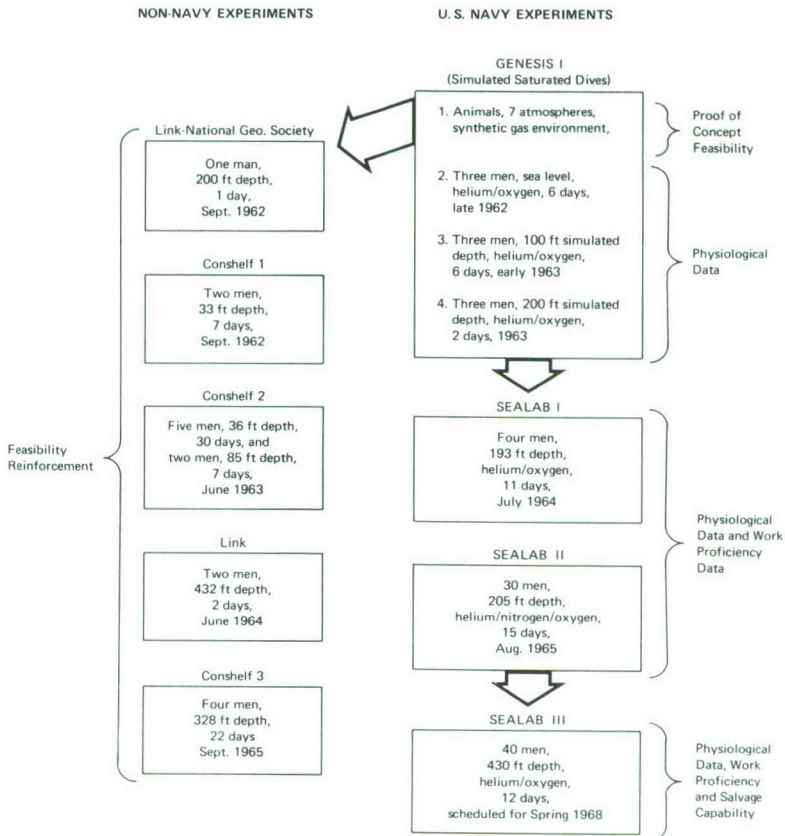 NON-NAVY EXPERIMENTS
U. S. NAVY EXPERIMENTS
Feasibility
Reinforcement
Link-National Geo. Society
One man,
200 ft depth,
1 day,
Sept. 1962
Conshelf 1
Two men,
33 ft depth,
7 days,
Sept. 1962
Conshelf 2
Five men, 36 ft depth,
30 days, and
two men, 85 ft depth,
7 days,
June 1963
Link
Two men,
432 ft depth,
2 days,
June 1964
Conshelf 3
Four men,
328 ft depth,
22 days
Sept. 1965
GENESIS I
(Simulated Saturated Dives)
1. Animals, 7 atmospheres,
synthetic gas environment,
2. Three men, sea level,
helium/oxygen, 6 days,
late 1962
3. Three men, 100 ft simulated
depth, helium/oxygen,
6 days, early 1963
4. Three men, 200 ft simulated
depth, helium/oxygen,
2 days, 1963
Proof of
Concept
Feasibility
Physiological
Data
SEALAB I
Four men,
193 ft depth,
helium/oxygen,
11 days,
July 1964
SEALAB II
30 men,
205 ft depth,
helium/nitrogen/oxygen,
15 days,
Aug. 1965
Physiological
Data and Work
Proficiency
Data
SEALAB III
40 men,
430 ft depth,
helium/oxygen,
12 days,
scheduled for Spring 1968
Physiological
Data, Work
Proficiency
and Salvage
Capability